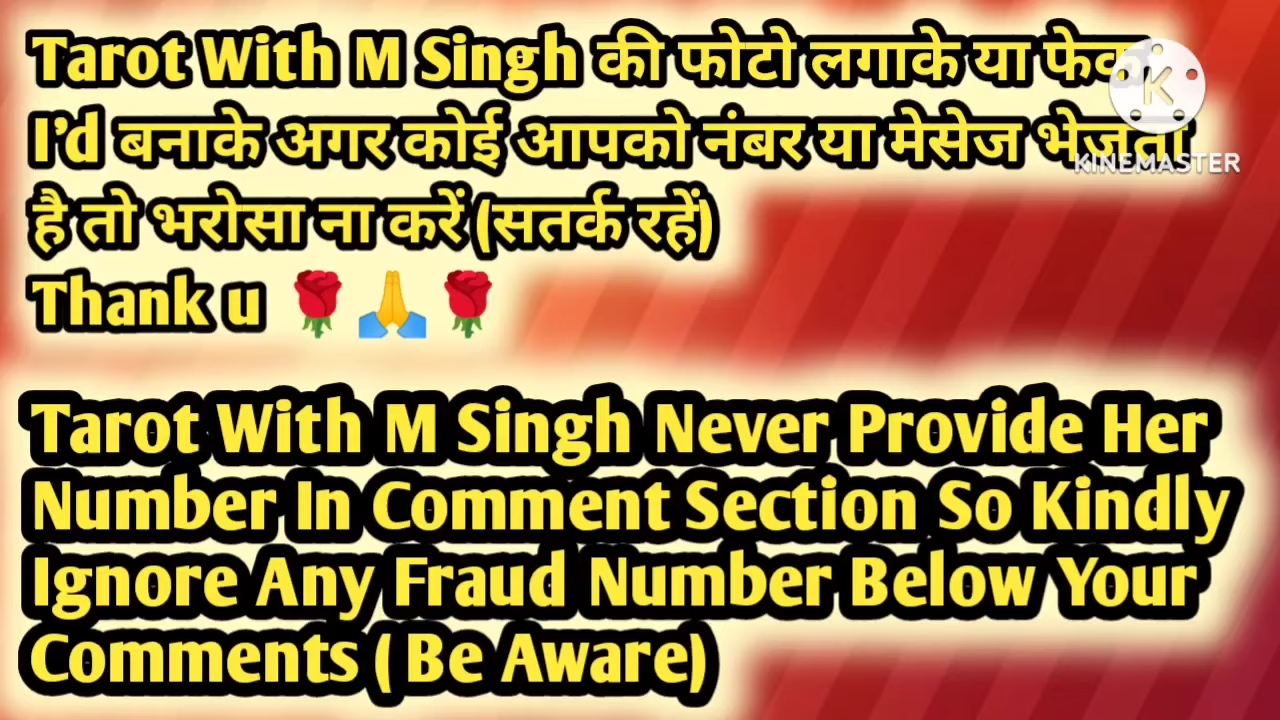 Tarot With M Singh की फोटो लगाके या
I'd बनाके अगर कोई आपको नंबर या मेसेज भेजता
है तो भरोसा ना करें (सतर्क रहें)
Thank u 🌹🙏🌹
Tarot With M Singh Never Provide Her
Number In Comment Section So Kindly
Ignore Any Fraud Number Below Your
Comments ( Be Aware)
K
KINEMASTER